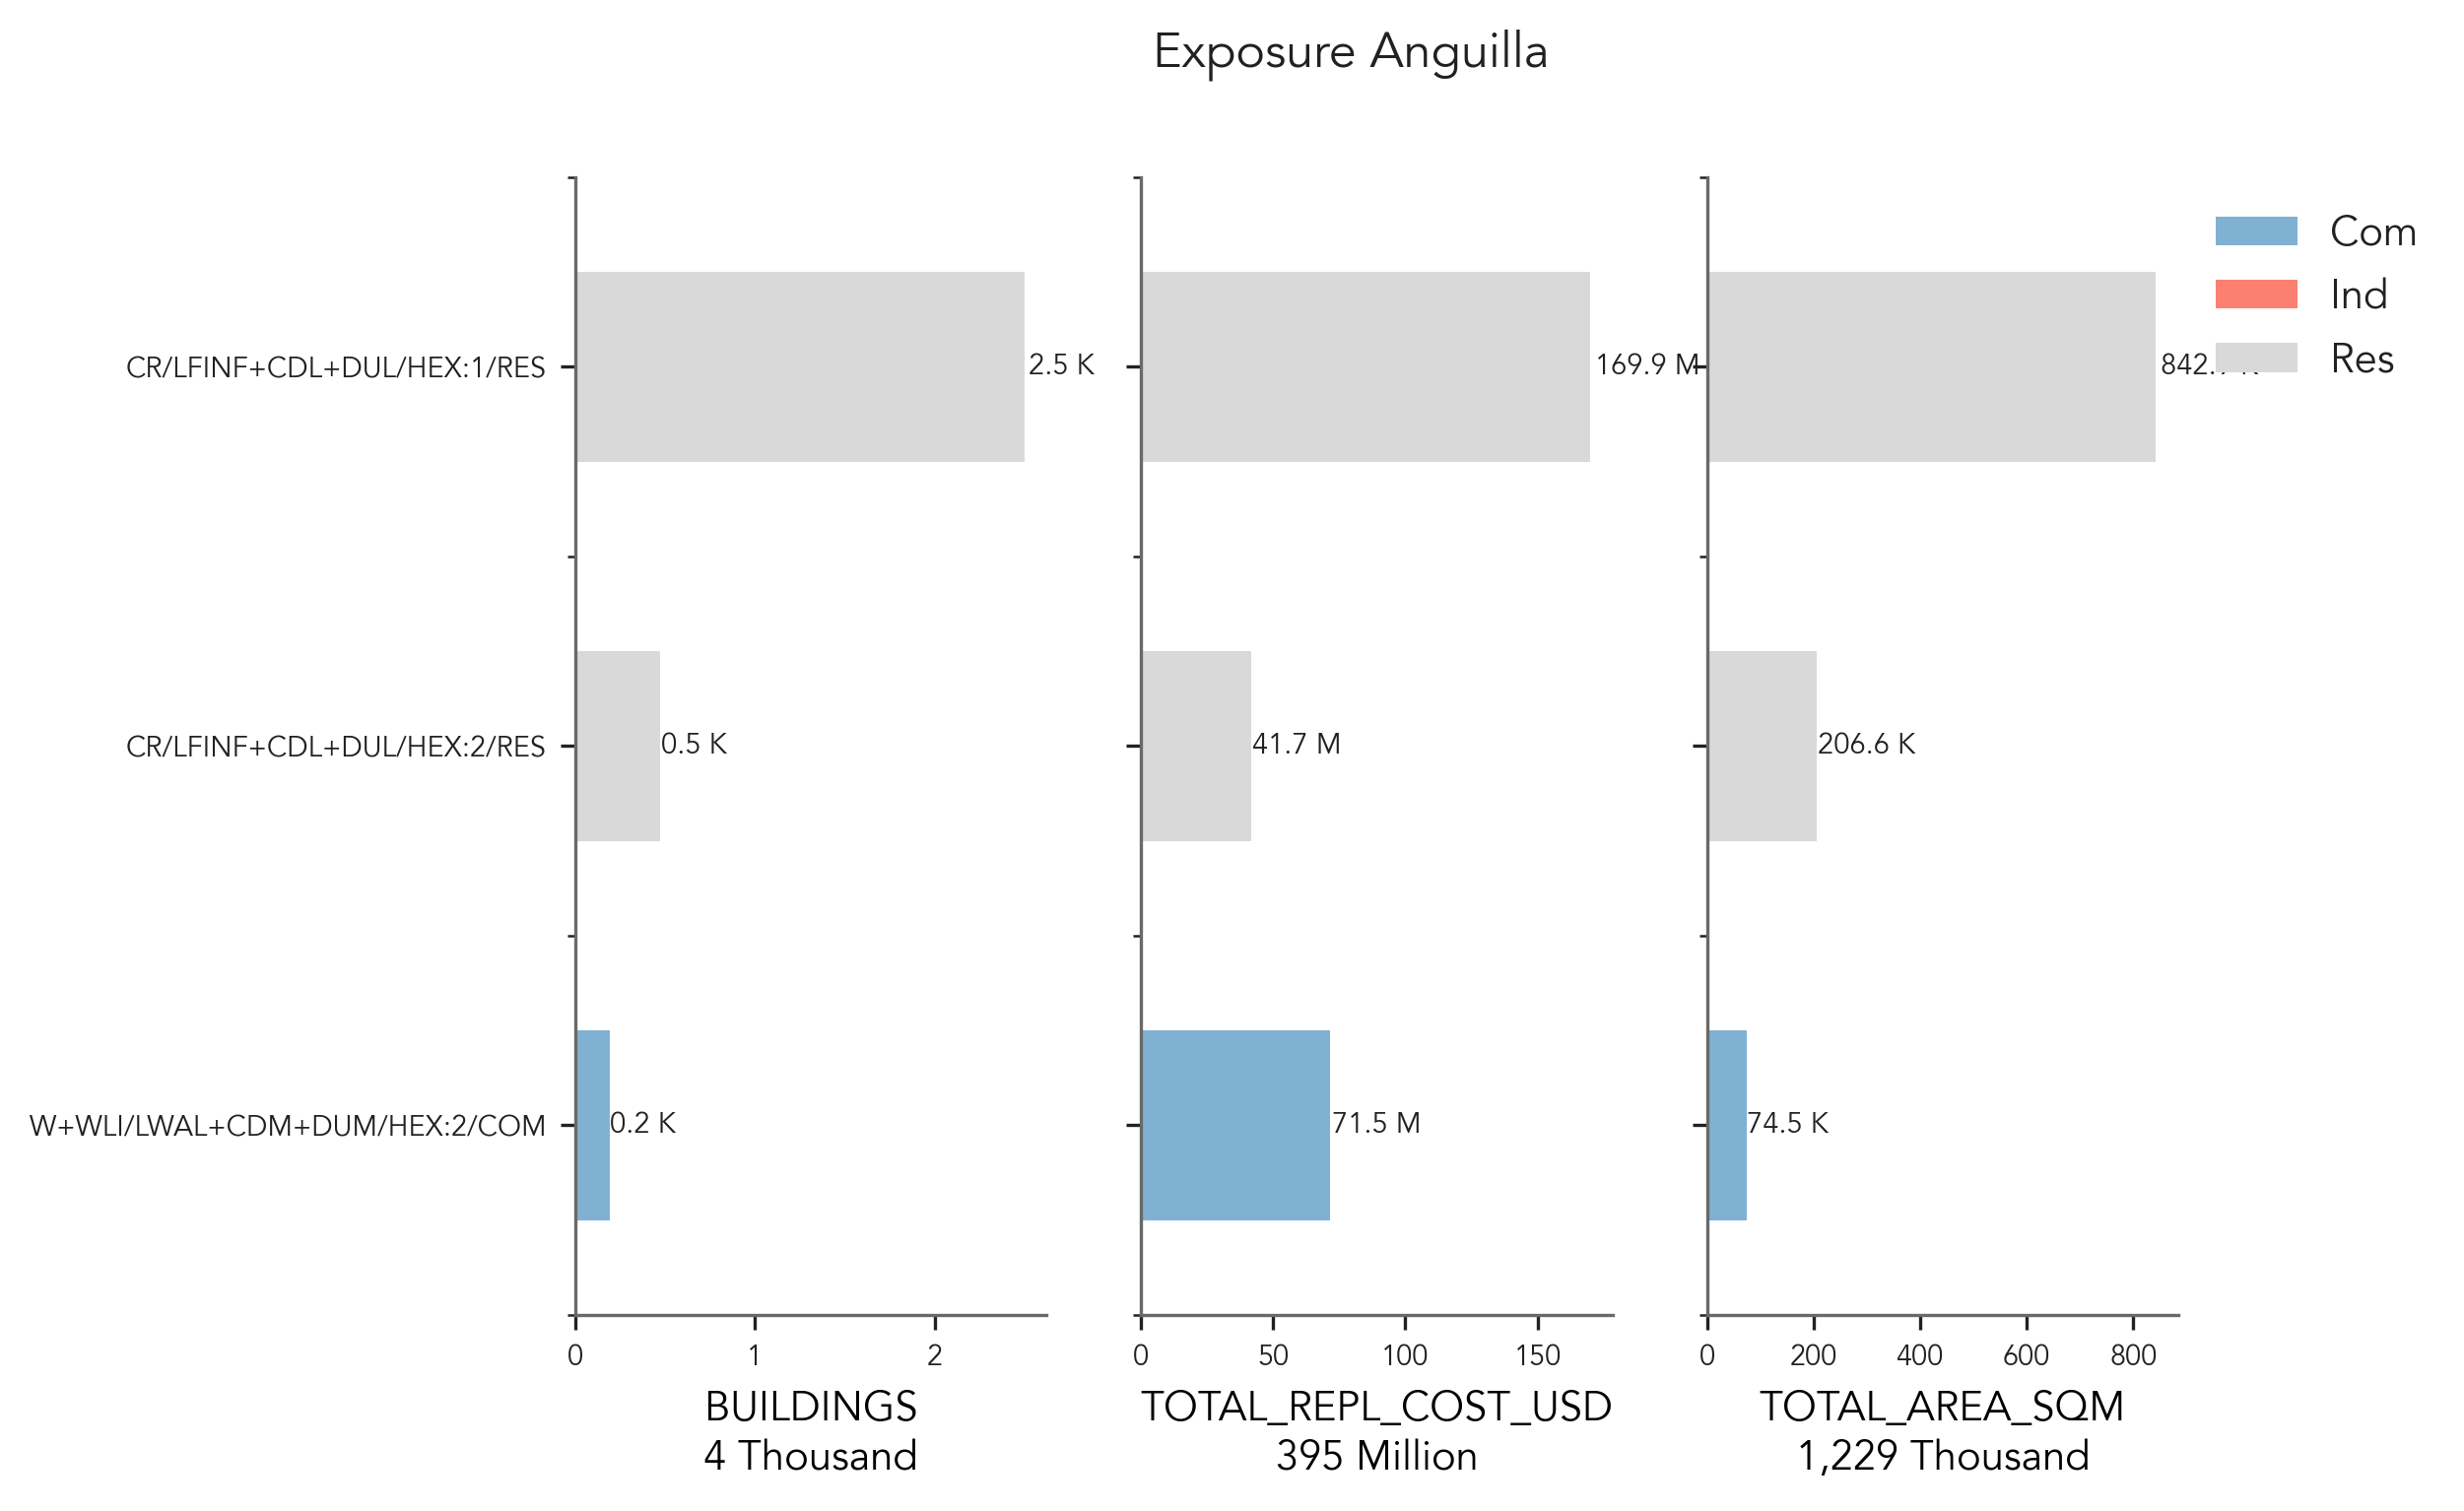 Exposure Anguilla
Com
Ind
Res
CR/LFINF+CDL+DUL/HEX:1/RES
2.5 K
169.9 M
CR/LFINF+CDL+DUL/HEX:2/RES
0.5 K
41.7 M
206.6 K
W+WLI/LWAL+CDM+DUM/HEX:2/COM
0.2 K
71.5 M
74.5 K
0 1 2
0 50 100 150
0 200 400 600 800
BUILDINGS
4 Thousand
TOTAL_REPL_COST_USD
395 Million
TOTAL_AREA_SQM
1,229 Thousand